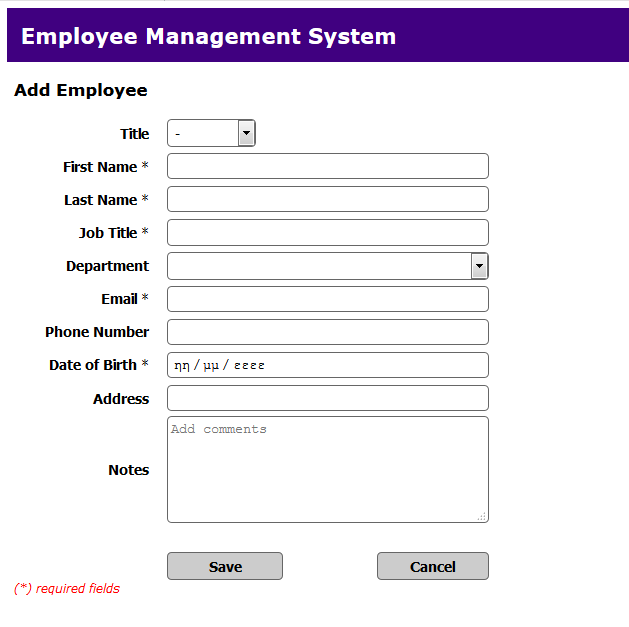 Employee Management System
Add Employee
Title -
First Name *
Last Name *
Job Title *
Department
Email *
Phone Number
Date of Birth * ηη / μμ / εεεε
Address
Add comments
Notes
Save Cancel
(*) required fields